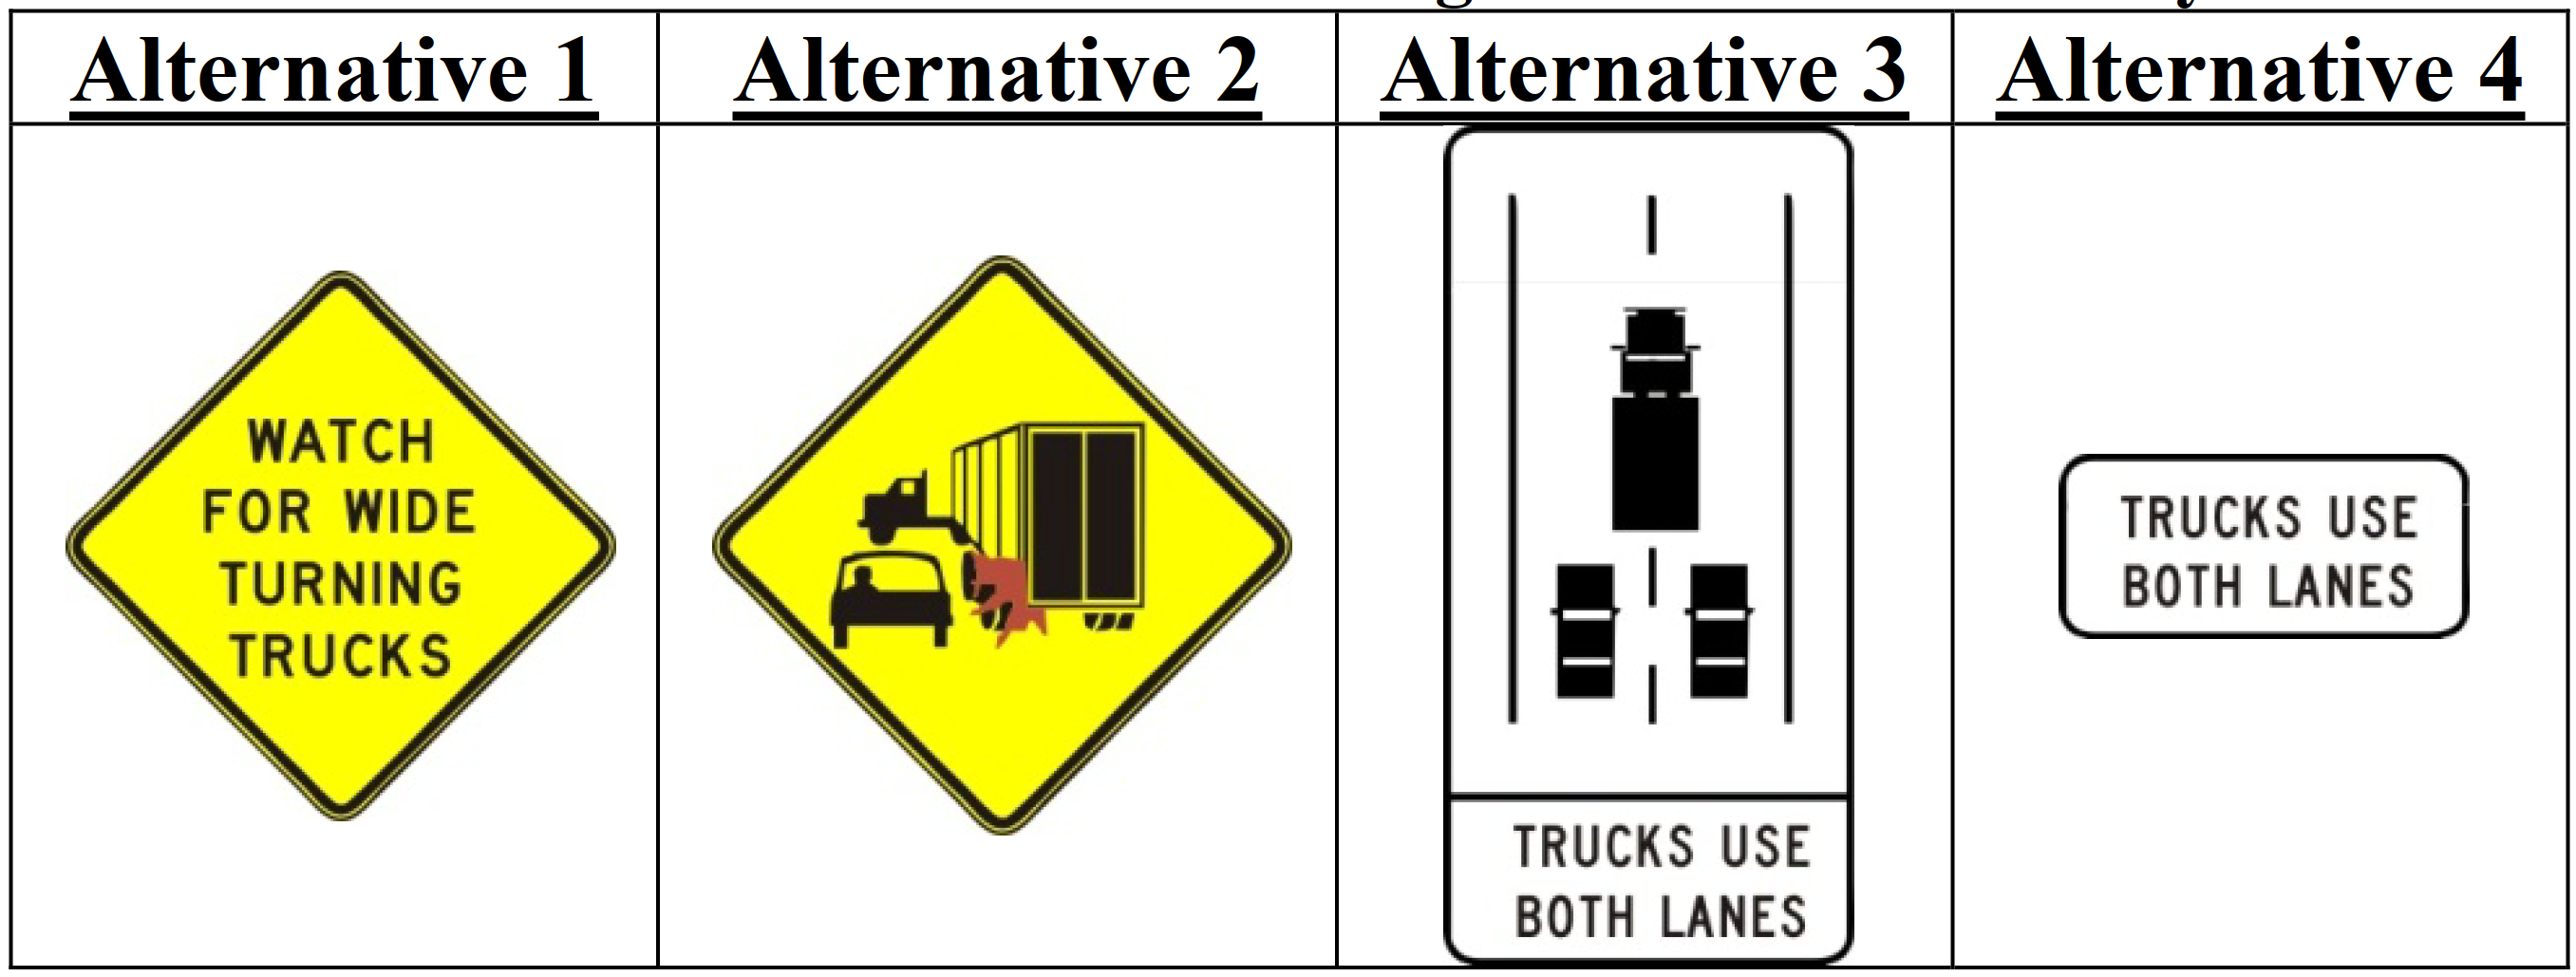 Alternative 1
Alternative 2
Alternative 3
Alternative 4
WATCH
FOR WIDE
TURNING
TRUCKS
TRUCKS USE
BOTH LANES
TRUCKS USE
BOTH LANES